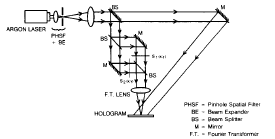 BS
M
ARGON LASER
PHSF
+
BE
BS
M
BS
F.T. LENS
HOLOGRAM
PHSF = Pinhole Spatial Filter
BE = Beam Expander
BS = Beam Splitter
M = Mirror
F.T. = Fourier Transformer